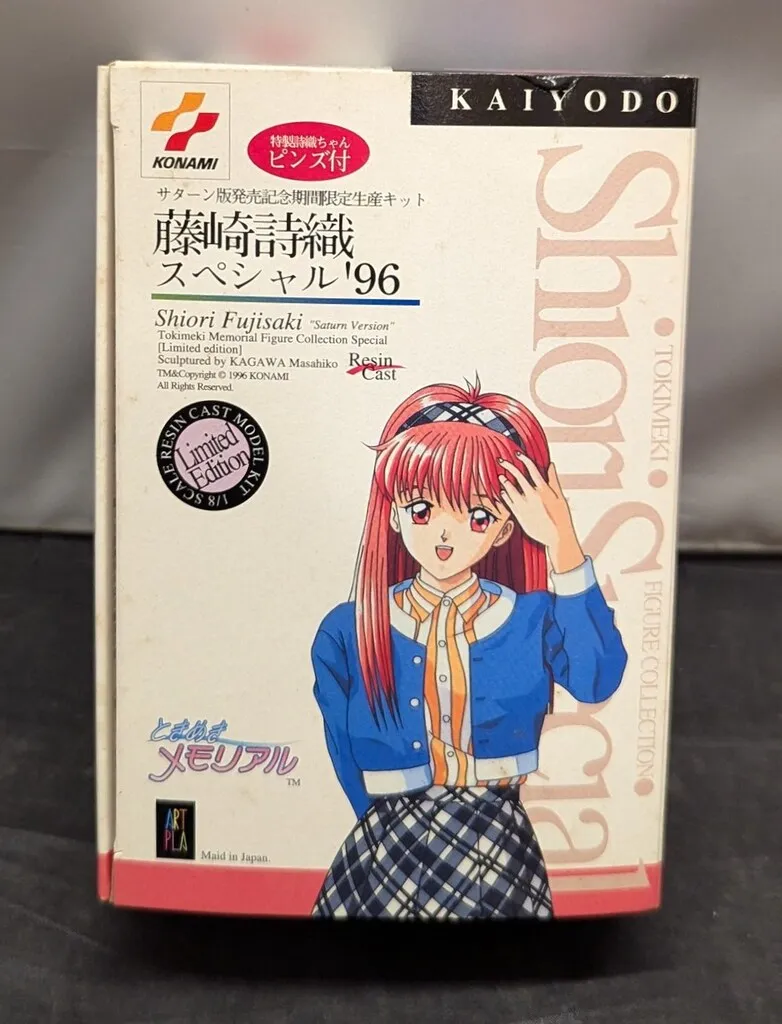 KAIYODO
KONAMI
特製詩織ちゃん
ピンズ付
サターン版発売記念期間限定生産キット
藤崎詩織
スペシャル'96
Shiori Fujisaki "Saturn Version"
Tokimeki Memorial Figure Collection Special
[Limited edition]
Sculptured by KAGAWA Masahiko
Resin
Cast
TM&Copyright © 1996 KONAMI
All Rights Reserved.
1/8 SCALE RESIN CAST MODEL KIT
Limited
Edition
TOKIMEKI
FIGURE COLLECTION
ときめき
メモリアル
TM
ART
PLA
Maid in Japan.